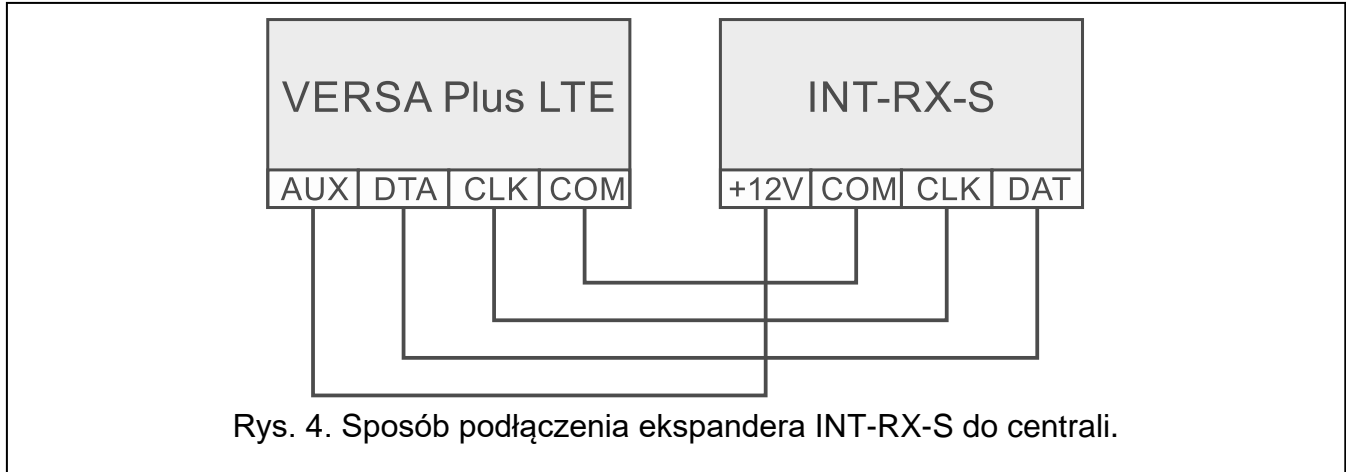 VERSA Plus LTE INT-RX-S
AUX DTA CLK COM +12V COM CLK DAT
Rys. 4. Sposób podłączenia ekspandera INT-RX-S do centrali.